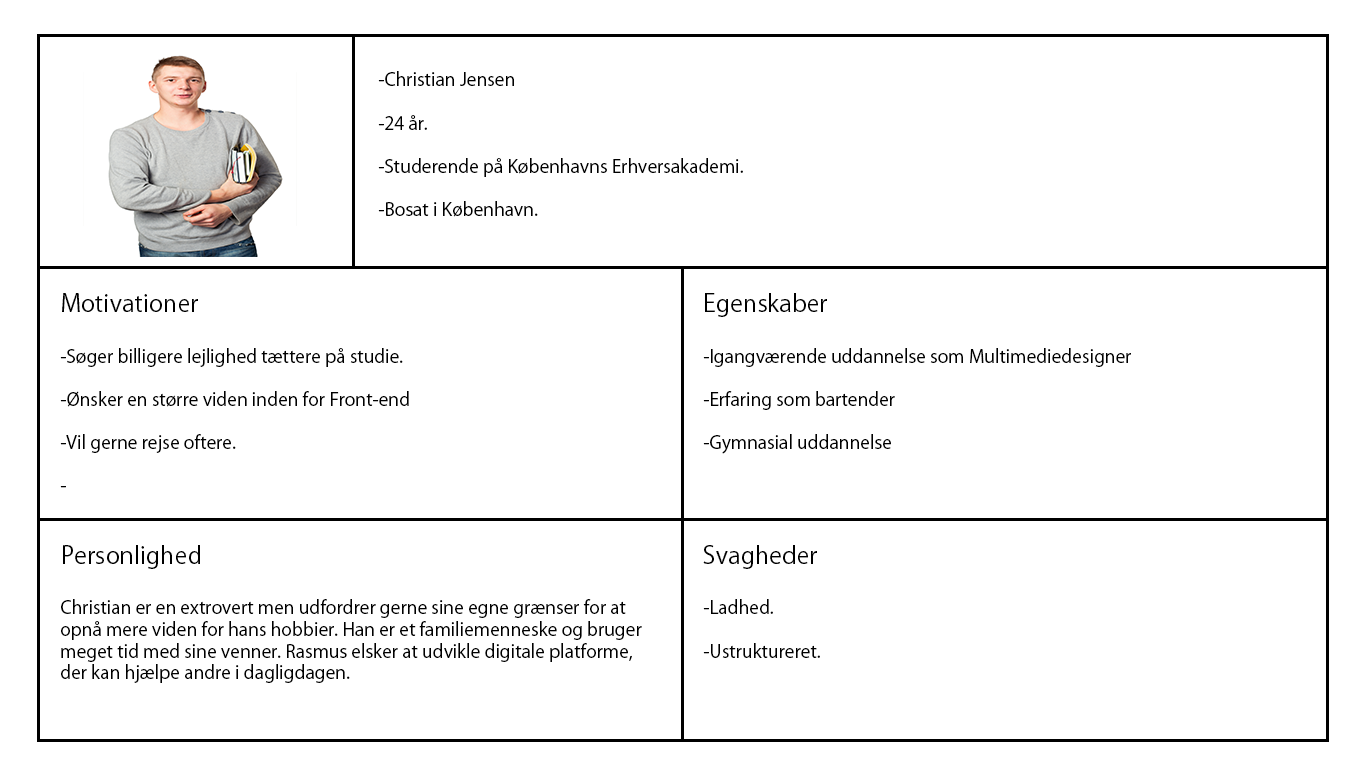 -Christian Jensen
-24 år.
-Studerende på Københavns Erhversakademi.
-Bosat i København.
Motivationer
-Søger billigere lejlighed tættere på studie.
-Ønsker en større viden inden for Front-end
-Vil gerne rejse oftere.
-
Egenskaber
-Igangværende uddannelse som Multimediedesigner
-Erfaring som bartender
-Gymnasial uddannelse
Personlighed
Christian er en extrovert men udfordrer gerne sine egne grænser for at
opnå mere viden for hans hobbier. Han er et familiemenneske og bruger
meget tid med sine venner. Rasmus elsker at udvikle digitale platforme,
der kan hjælpe andre i dagligdagen.
Svagheder
-Ladhed.
-Ustruktureret.